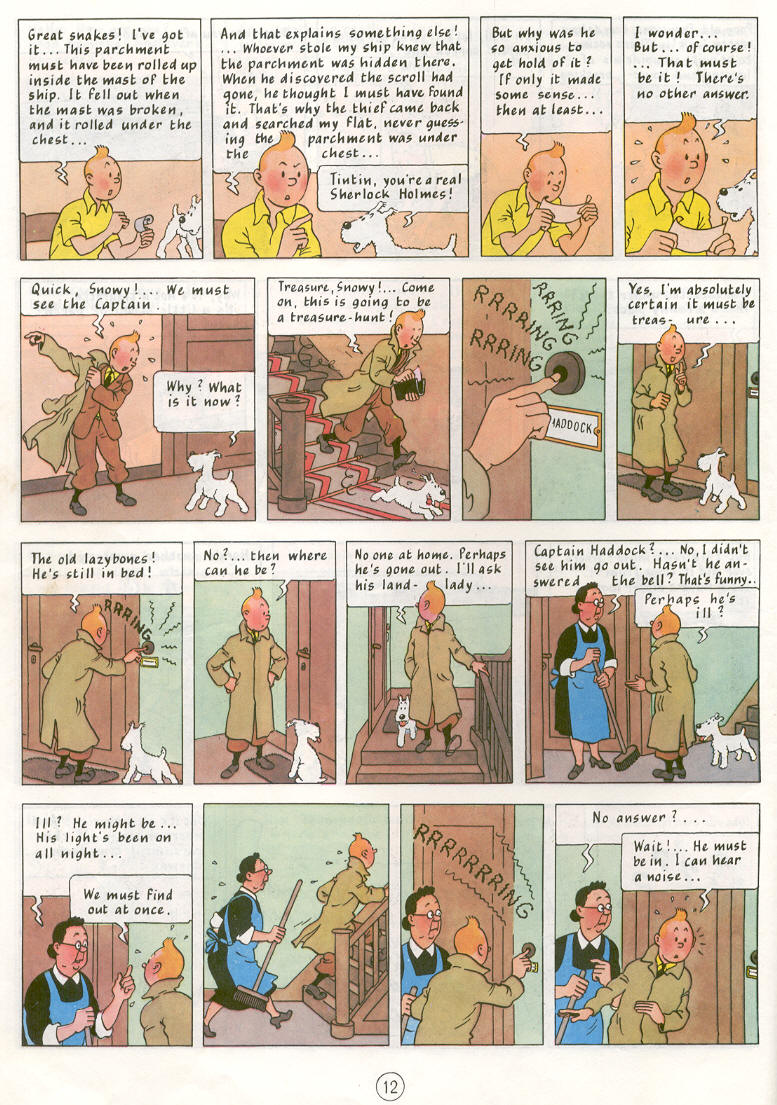 Great snakes! I've got
it... This parchment
must have been rolled up
inside the mast of the
ship. It fell out when
the mast was broken,
and it rolled under the
chest...
And that explains something else!
... Whoever stole my ship knew that
the parchment was hidden there.
When he discovered the scroll had
gone, he thought I must have found
it. That's why the thief came back
and searched my flat, never guess-
ing the parchment was under
the chest...
Tintin, you're a real
Sherlock Holmes!
But why was he
so anxious to
get hold of it?
If only it made
some sense...
then at least...
I wonder...
But... of course!
... That must
be it! There's
no other answer.
Quick, Snowy!... We must
see the Captain.
Why? What
is it now?
Treasure, Snowy!... Come
on, this is going to be
a treasure-hunt!
RRRRING
RRRING
RRRING
HADDOCK
Yes, I'm absolutely
certain it must be
treas- ure...
The old lazybones!
He's still in bed!
RRRING
No?... then where
can he be?
No one at home. Perhaps
he's gone out. I'll ask
his land- lady...
Captain Haddock?... No, I didn't
see him go out. Hasn't he an-
swered the bell? That's funny..
Perhaps he's
ill?
Ill? He might be...
His light's been on
all night...
We must find
out at once.
RRRRRRRRING
No answer?...
Wait!... He must
be in. I can hear
a noise...
12